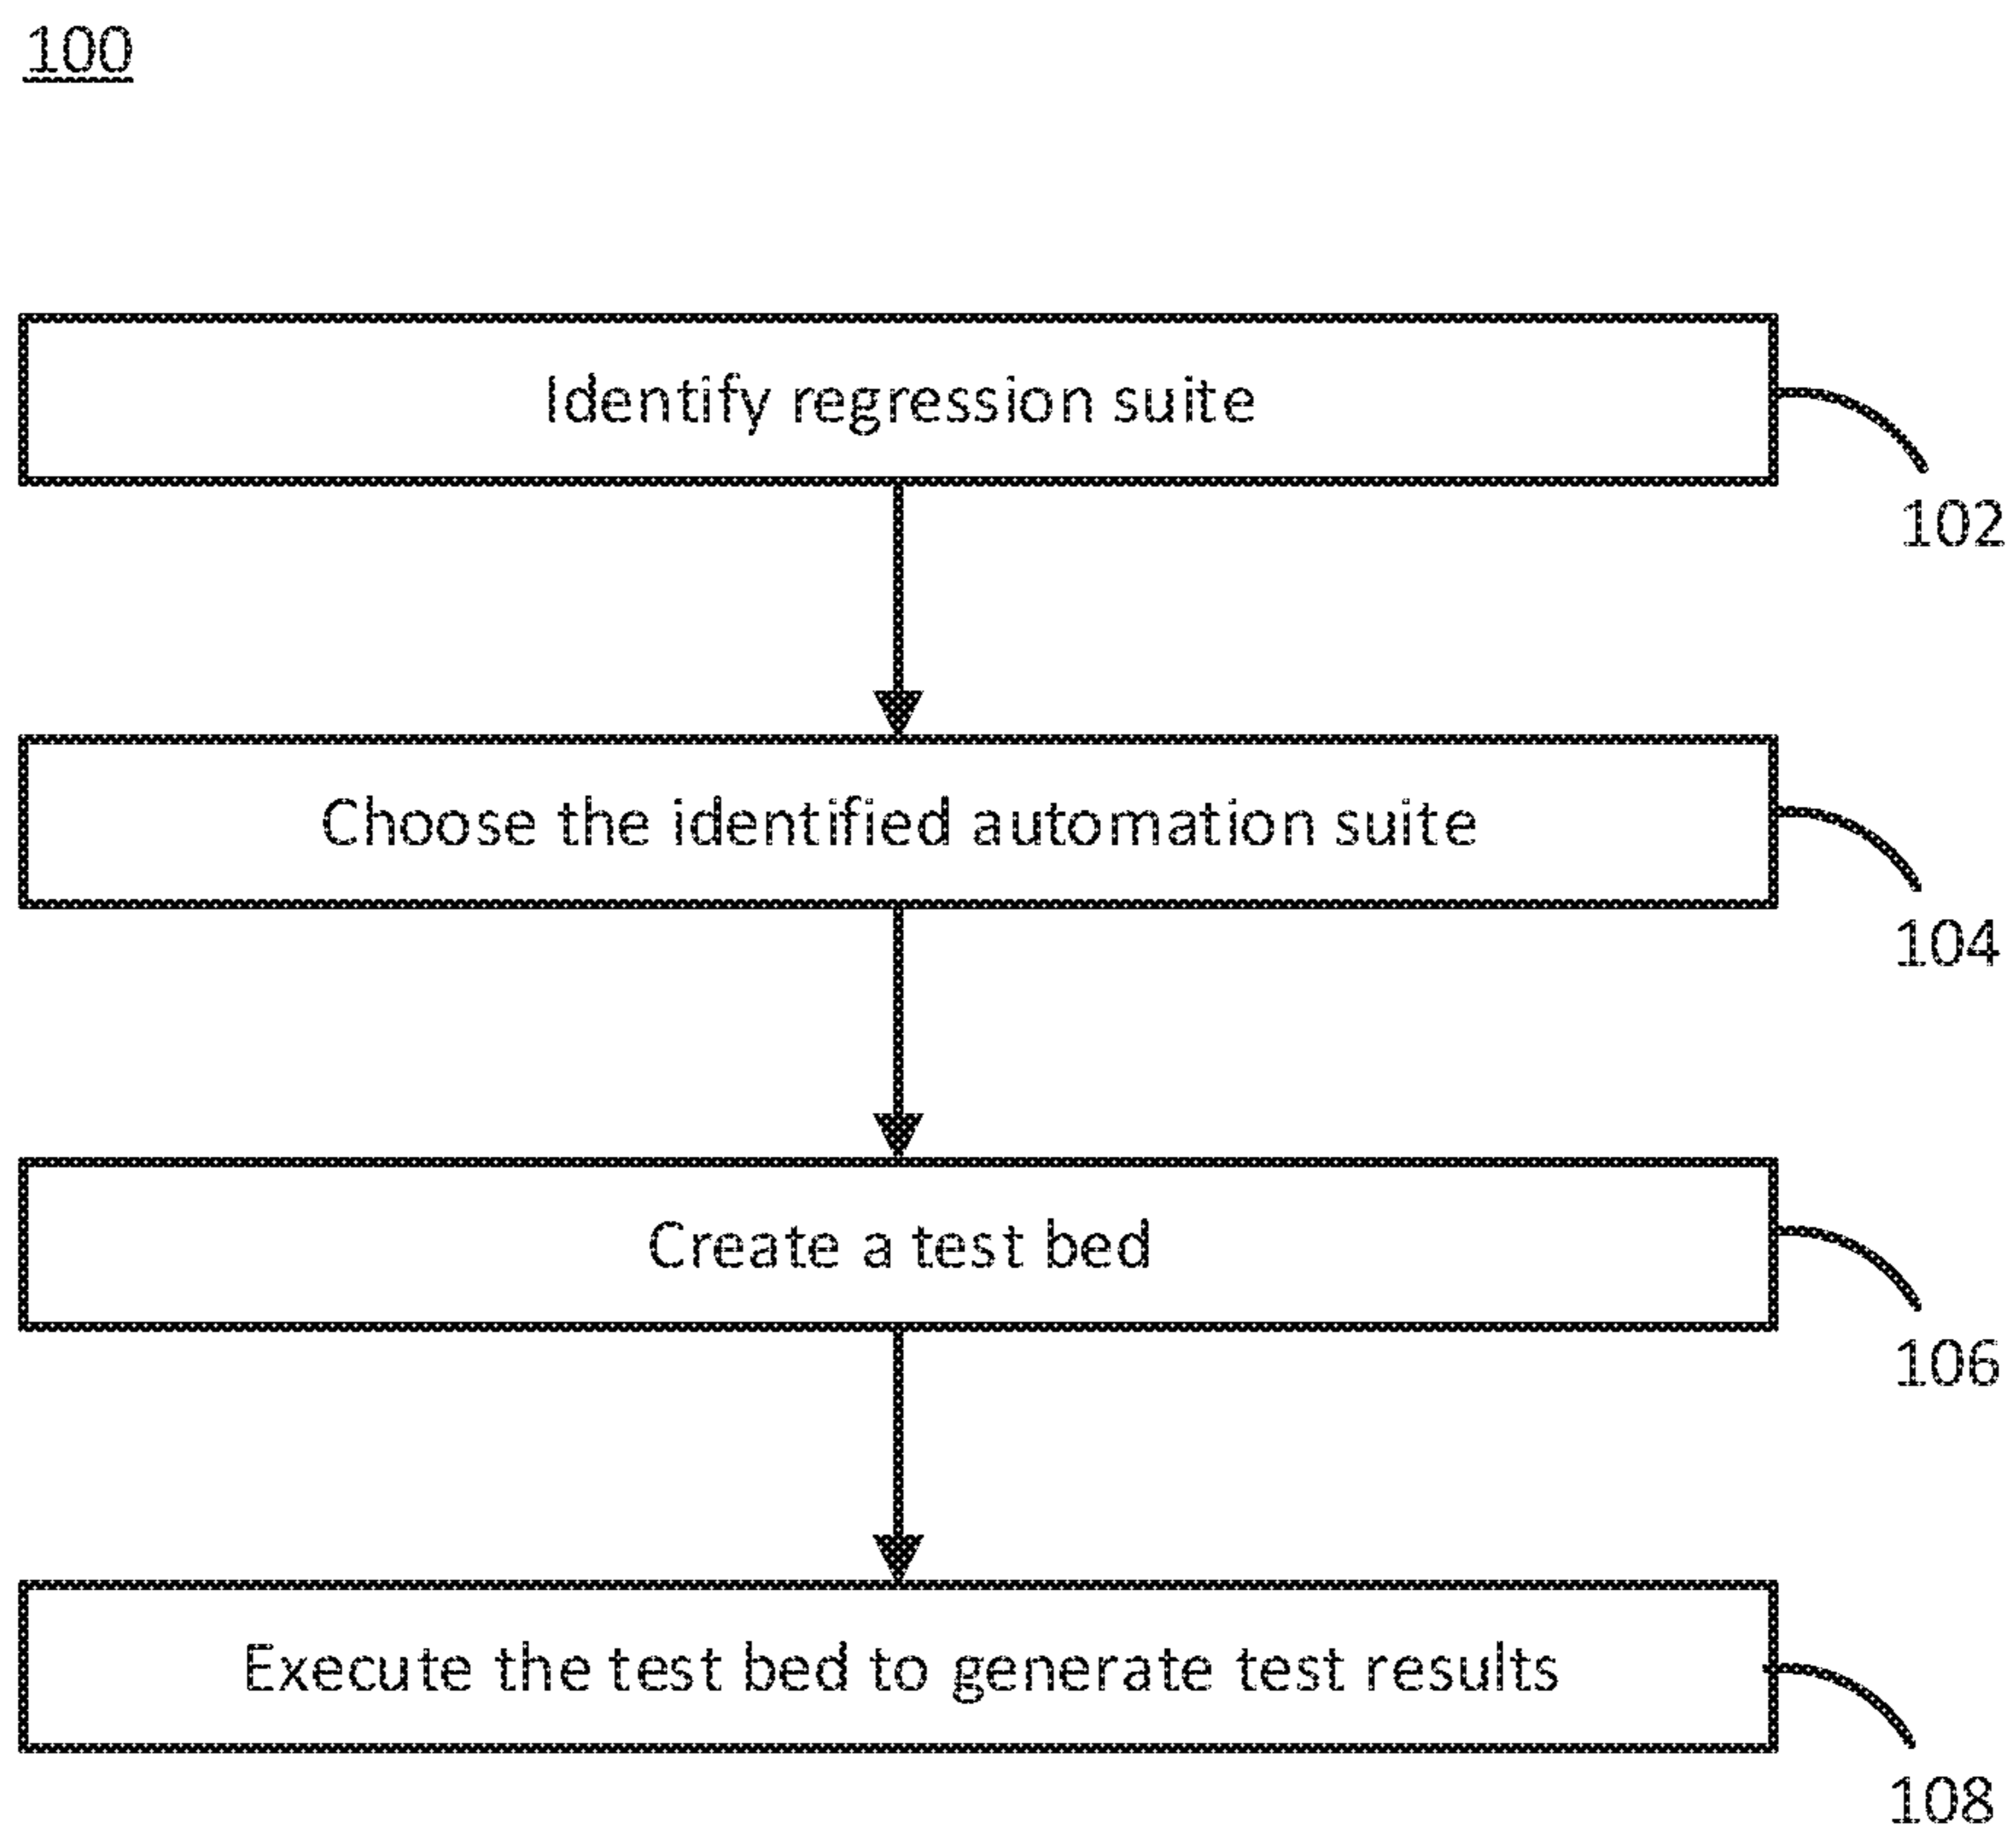 100
Identify regression suite
102
Choose the identified automation suite
104
Create a test bed
106
Execute the test bed to generate test results
108